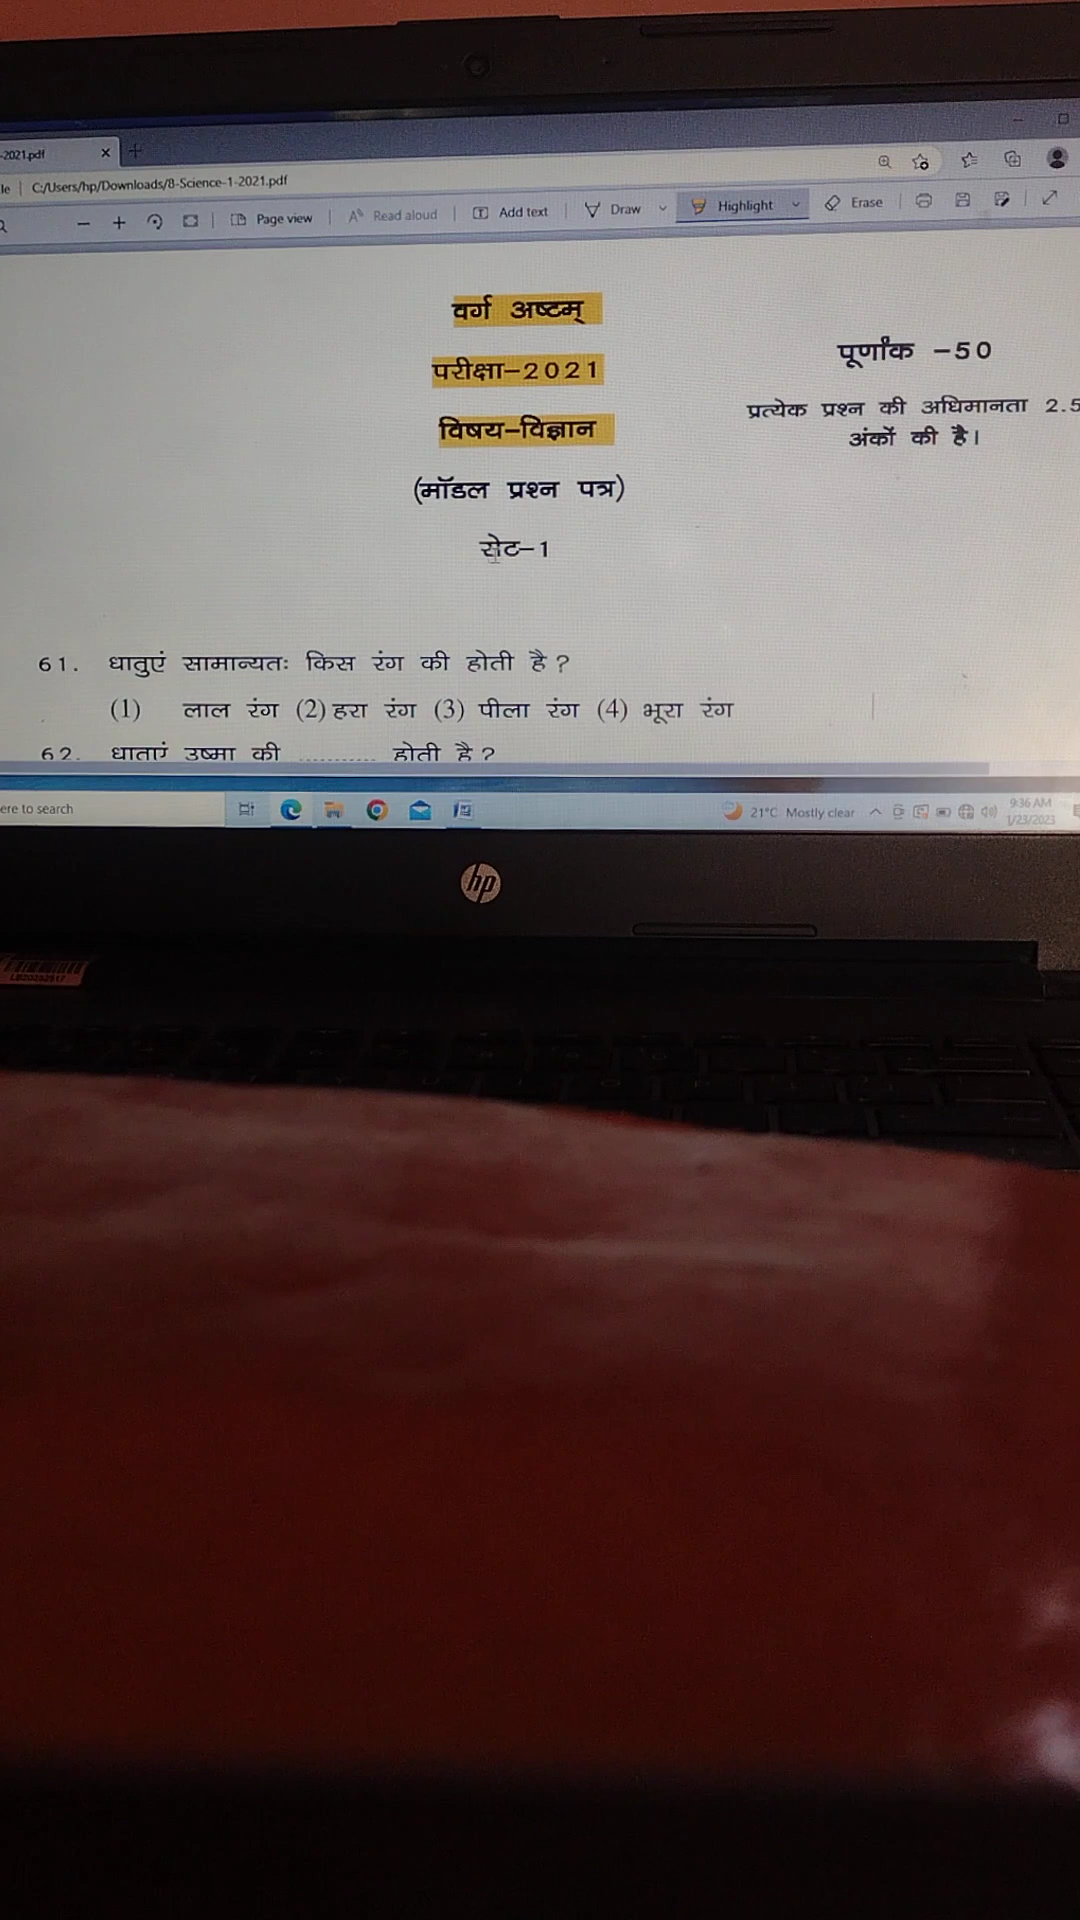 -2021.pdf
le | C:/Users/hp/Downloads/8-Science-1-2021.pdf
Page view | Read aloud | Add text | Draw Highlight Erase
वर्ग अष्टम्
परीक्षा-2021
पूर्णांक -50
प्रत्येक प्रश्न की अधिमानता 2.5
विषय-विज्ञान
अंकों की है।
(मॉडल प्रश्न पत्र)
सेट-1
61. धातुएं सामान्यतः किस रंग की होती है?
(1) लाल रंग (2) हरा रंग (3) पीला रंग (4) भूरा रंग
62. धाताएं उष्मा की ........... होती है?
ere to search
21°C Mostly clear
9:36 AM
1/23/2023
hp